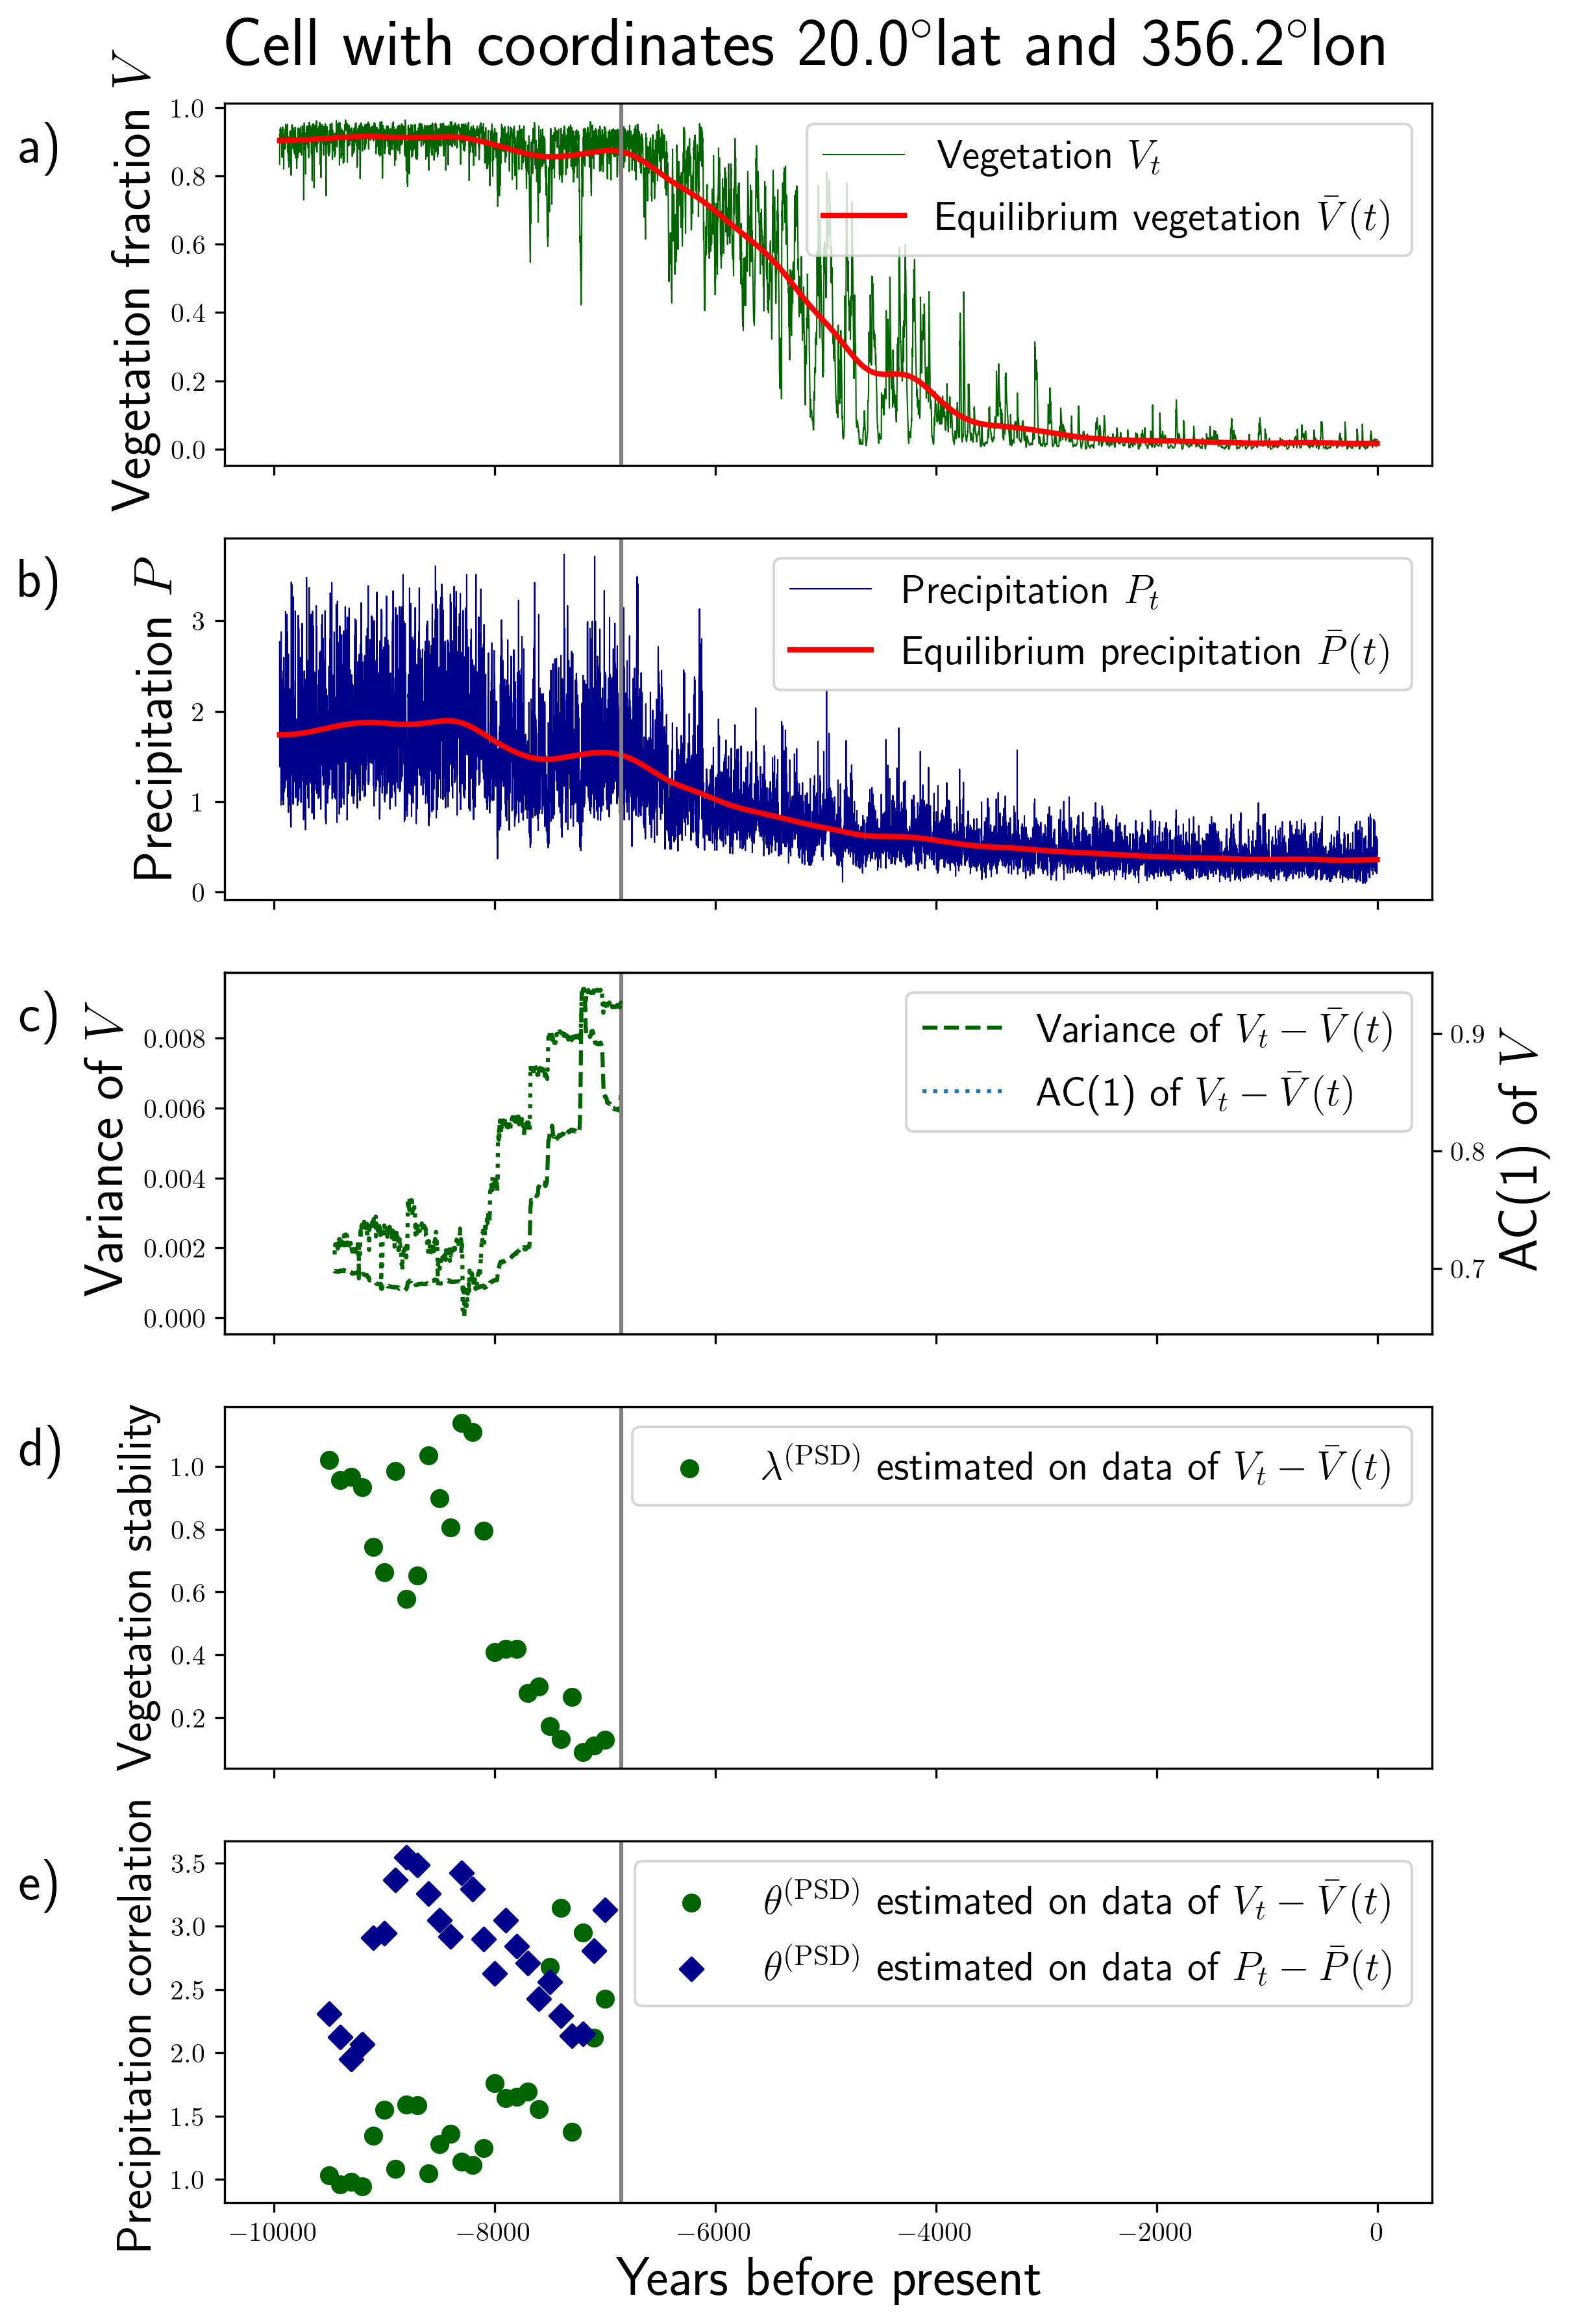 Cell with coordinates 20.0°lat and 356.2°lon
a)
Vegetation fraction V
1.0
0.8
0.6
0.4
0.2
0.0
Vegetation V_t
Equilibrium vegetation V̄(t)
b)
Precipitation P
3
2
1
0
Precipitation P_t
Equilibrium precipitation P̄(t)
c)
Variance of V
0.008
0.006
0.004
0.002
0.000
Variance of V_t − V̄(t)
AC(1) of V_t − V̄(t)
0.9
0.8
0.7
AC(1) of V
d)
Vegetation stability
1.0
0.8
0.6
0.4
0.2
λ^(PSD) estimated on data of V_t − V̄(t)
e)
Precipitation correlation
3.5
3.0
2.5
2.0
1.5
1.0
θ^(PSD) estimated on data of V_t − V̄(t)
θ^(PSD) estimated on data of P_t − P̄(t)
−10000 −8000 −6000 −4000 −2000 0
Years before present